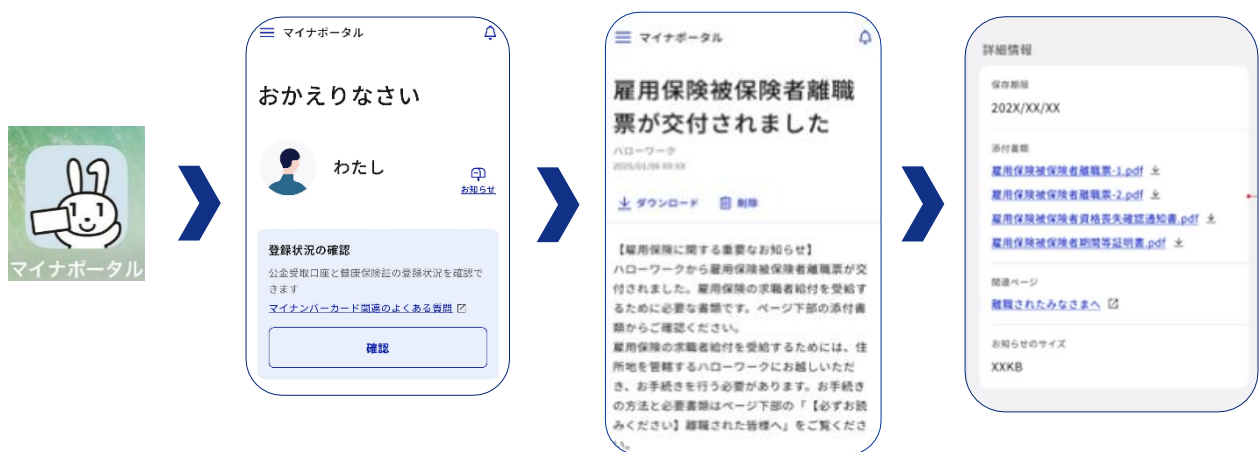 マイナポータル
マイナポータル
おかえりなさい
わたし
お知らせ
登録状況の確認
公金受取口座と健康保険証の登録状況を確認で
きます
マイナンバーカード関連のよくある質問
確認
マイナポータル
雇用保険被保険者離職
票が交付されました
ハローワーク
ダウンロード 削除
【雇用保険に関する重要なお知らせ】
ハローワークから雇用保険被保険者離職票が交
付されました。雇用保険の求職者給付を受給す
るために必要な書類です。ページ下部の添付書
類からご確認ください。
雇用保険の求職者給付を受給するためには、住
所地を管轄するハローワークにお越しいただ
き、お手続きを行う必要があります。お手続き
の方法と必要書類はページ下部の「【必ずお読
みください】離職された皆様へ」をご覧くださ
い。
詳細情報
保存期限
202X/XX/XX
添付書類
雇用保険被保険者離職票-1.pdf
雇用保険被保険者離職票-2.pdf
雇用保険被保険者資格喪失確認通知書.pdf
雇用保険被保険者期間等証明書.pdf
関連ページ
離職されたみなさまへ
お知らせのサイズ
XXKB